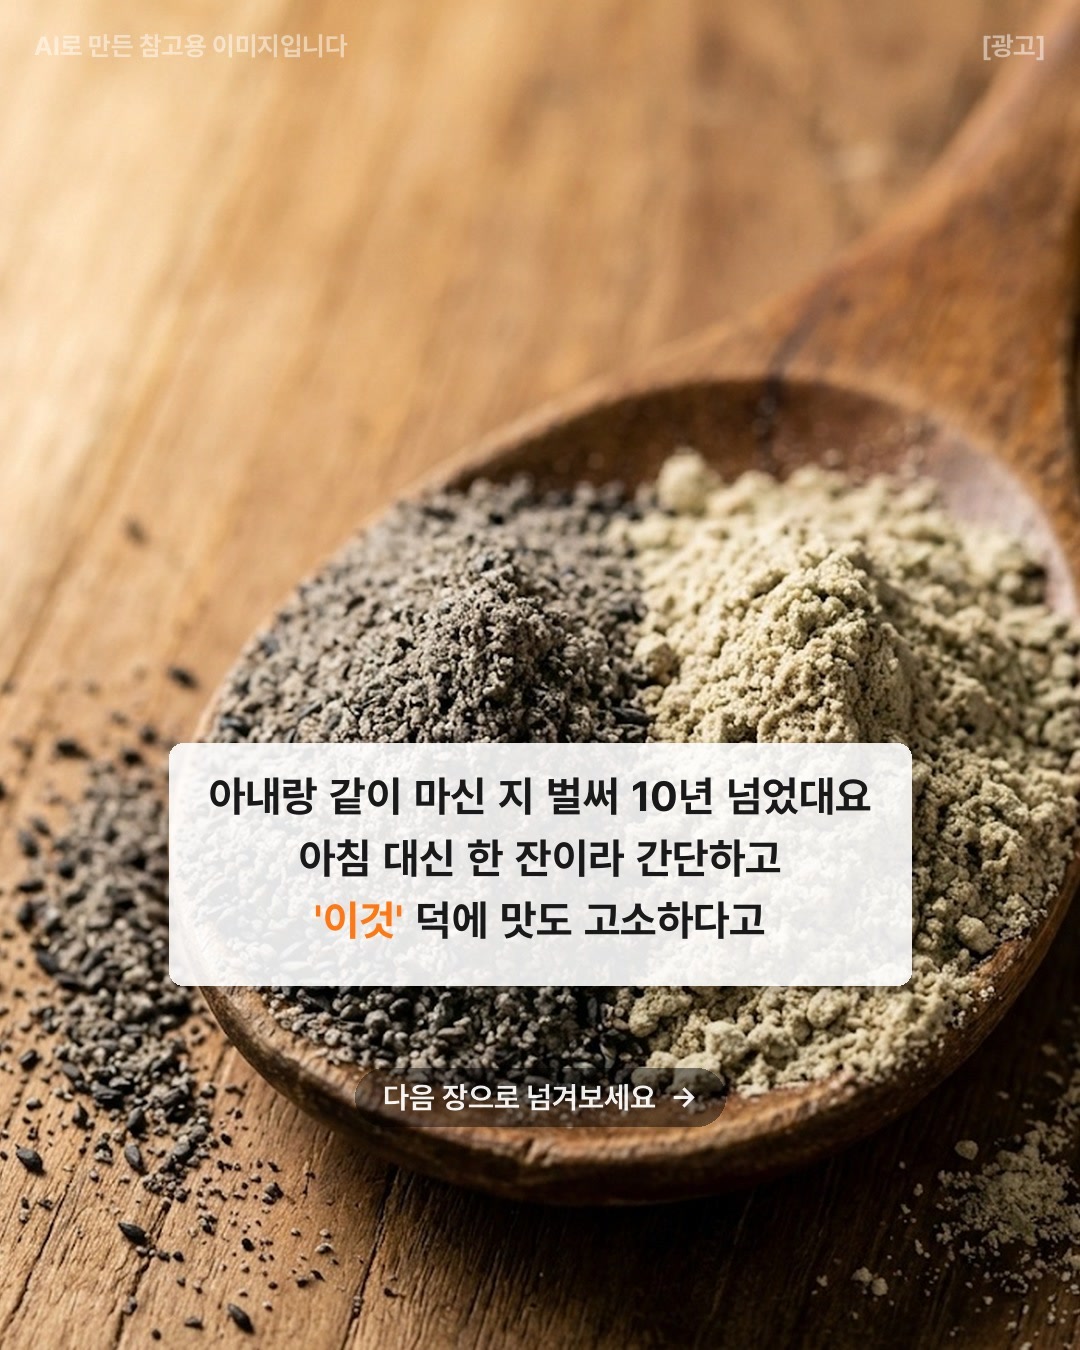 AI로 만든 참고용 이미지입니다
[광고]
아내랑 같이 마신 지 벌써 10년 넘었대요
아침 대신 한 잔이라 간단하고
'이것' 덕에 맛도 고소하다고
다음 장으로 넘겨보세요 →